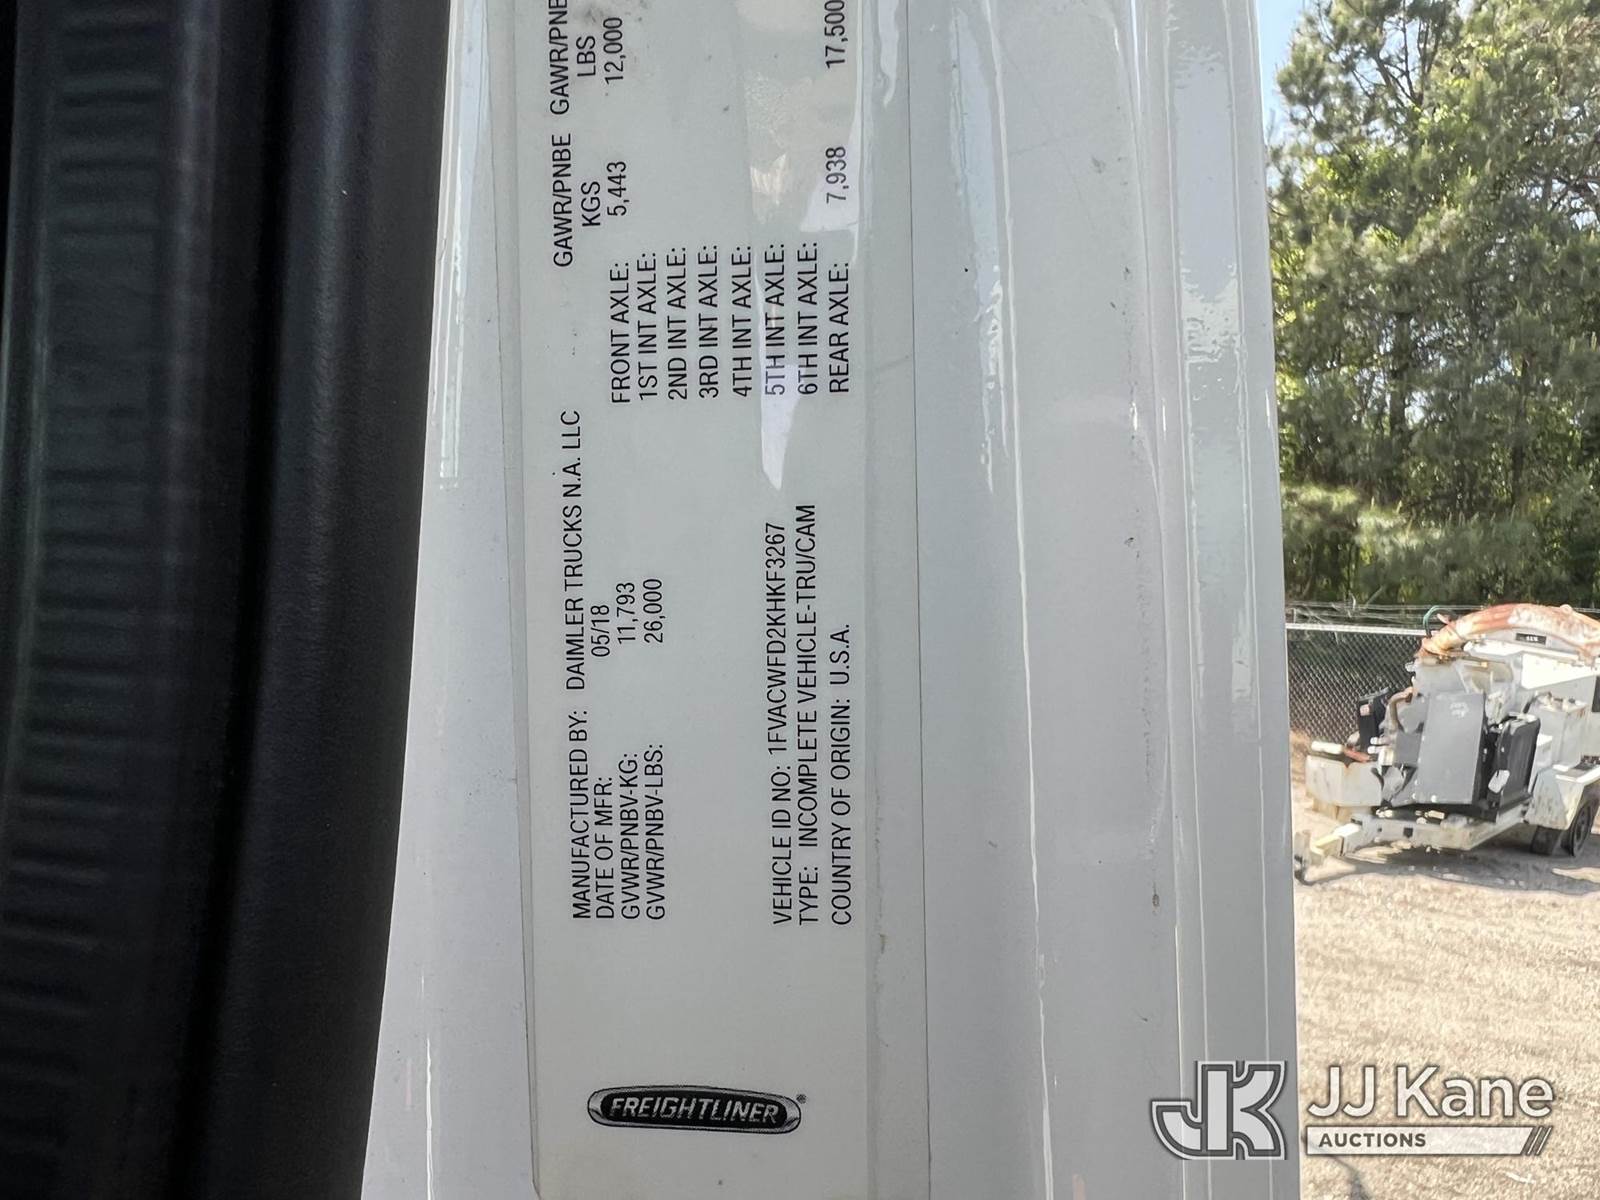 MANUFACTURED BY: DAIMLER TRUCKS N.A. LLC
DATE OF MFR: 05/18
GVWR/PNBV-KG: 11,793
GVWR/PNBV-LBS: 26,000
VEHICLE ID NO: 1FVACWFD2KHKF3267
TYPE: INCOMPLETE VEHICLE-TRU/CAM
COUNTRY OF ORIGIN: U.S.A.
GAWR/PNBE GAWR/PNB
KGS LBS
FRONT AXLE: 5,443 12,000
1ST INT AXLE:
2ND INT AXLE:
3RD INT AXLE:
4TH INT AXLE:
5TH INT AXLE:
6TH INT AXLE:
REAR AXLE: 7,938 17,500
FREIGHTLINER®
JK JJ Kane
AUCTIONS